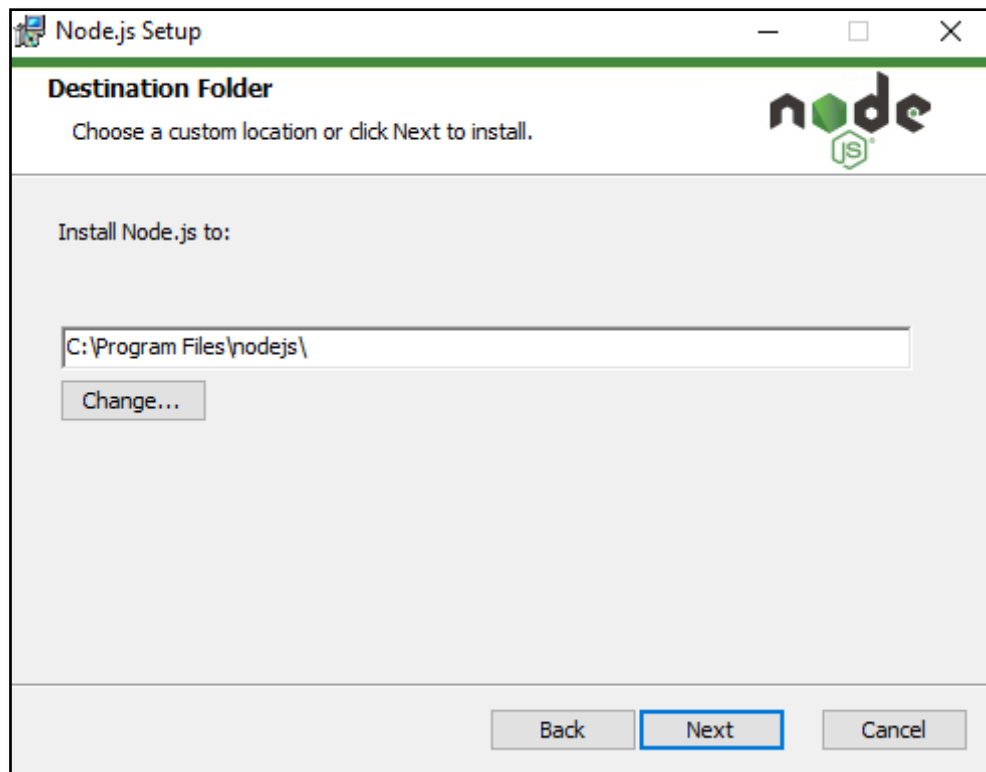 Node.js Setup
Destination Folder
Choose a custom location or click Next to install.
node
JS
Install Node.js to:
C:\Program Files\nodejs\
Change...
Back Next Cancel